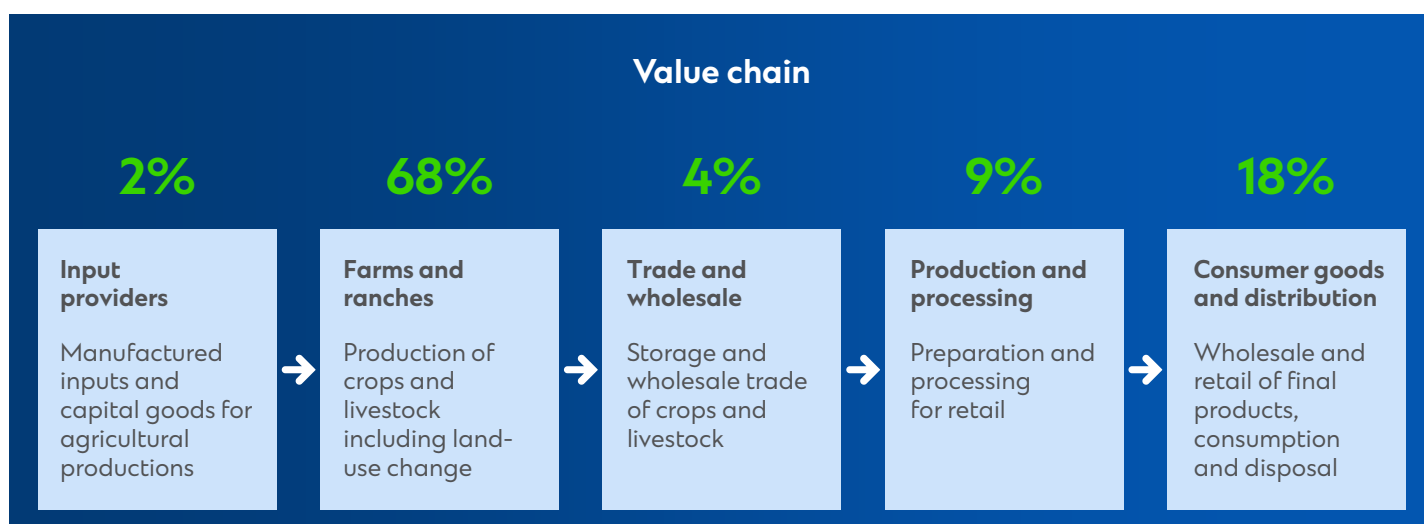 Value chain
2%
68%
4%
9%
18%
Input
providers
Manufactured
inputs and
capital goods for
agricultural
productions
Farms and
ranches
Production of
crops and
livestock
including land-
use change
Trade and
wholesale
Storage and
wholesale trade
of crops and
livestock
Production and
processing
Preparation and
processing
for retail
Consumer goods
and distribution
Wholesale and
retail of final
products,
consumption
and disposal